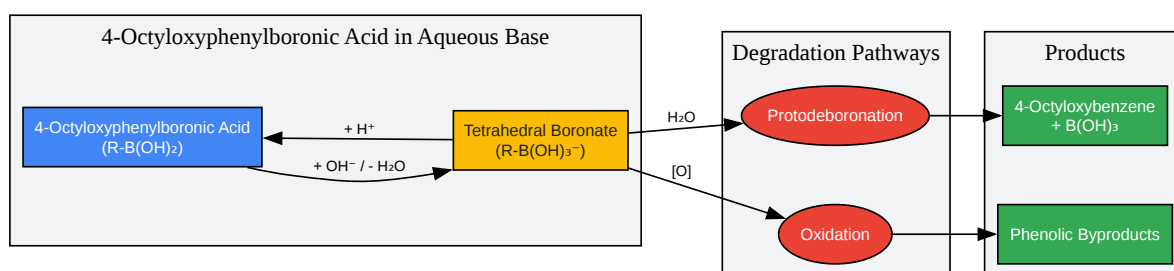 4-Octyloxyphenylboronic Acid in Aqueous Base
4-Octyloxyphenylboronic Acid
(R-B(OH)₂)
+ H⁺
+ OH⁻ / - H₂O
Tetrahedral Boronate
(R-B(OH)₃⁻)
H₂O
[O]
Degradation Pathways
Protodeboronation
Oxidation
Products
4-Octyloxybenzene
+ B(OH)₃
Phenolic Byproducts